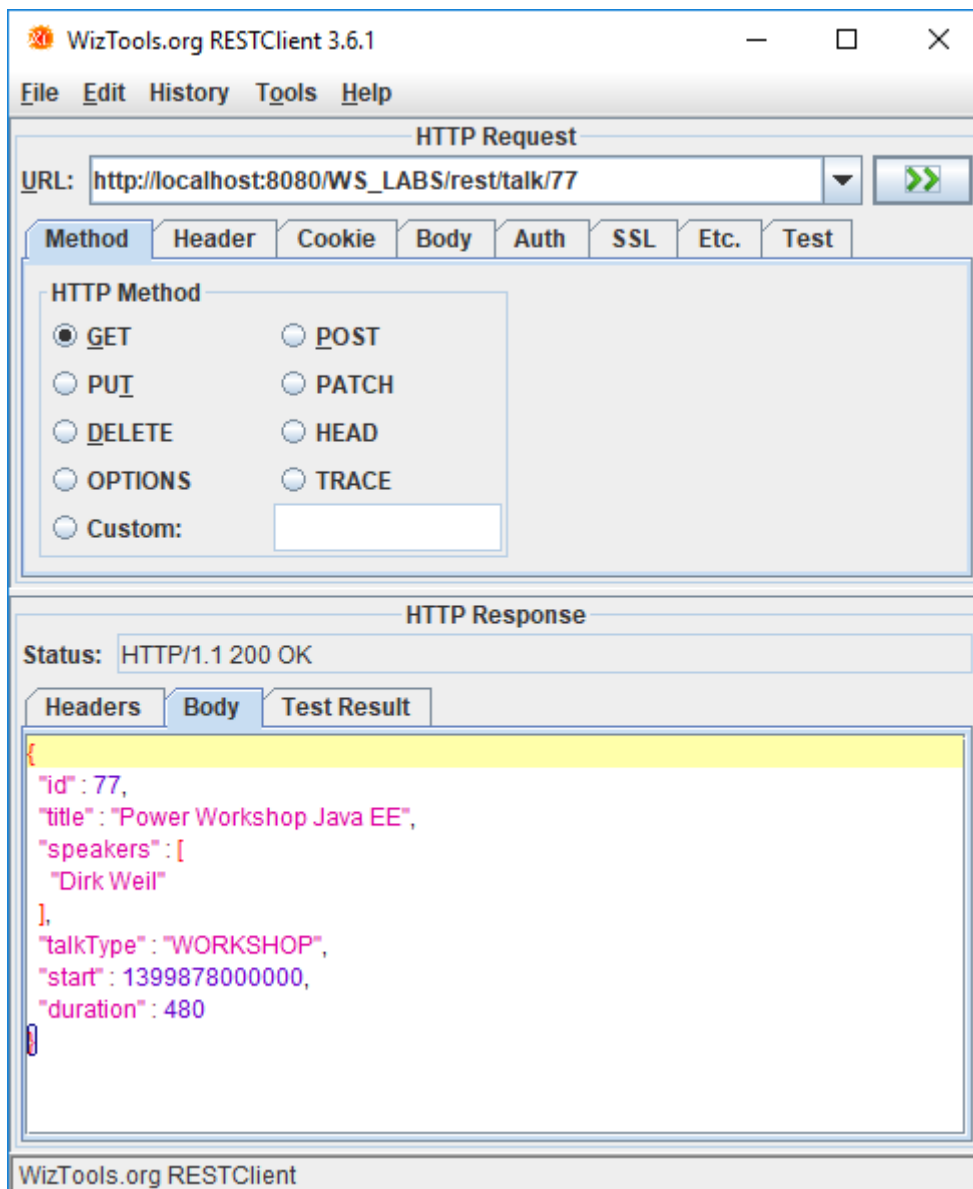 WizTools.org RESTClient 3.6.1
File Edit History Tools Help
HTTP Request
URL: http://localhost:8080/WS_LABS/rest/talk/77
Method Header Cookie Body Auth SSL Etc. Test
HTTP Method
GET POST
PUT PATCH
DELETE HEAD
OPTIONS TRACE
Custom:
HTTP Response
Status: HTTP/1.1 200 OK
Headers Body Test Result
{
"id" : 77,
"title" : "Power Workshop Java EE",
"speakers" : [
"Dirk Weil"
],
"talkType" : "WORKSHOP",
"start" : 1399878000000,
"duration" : 480
}
WizTools.org RESTClient